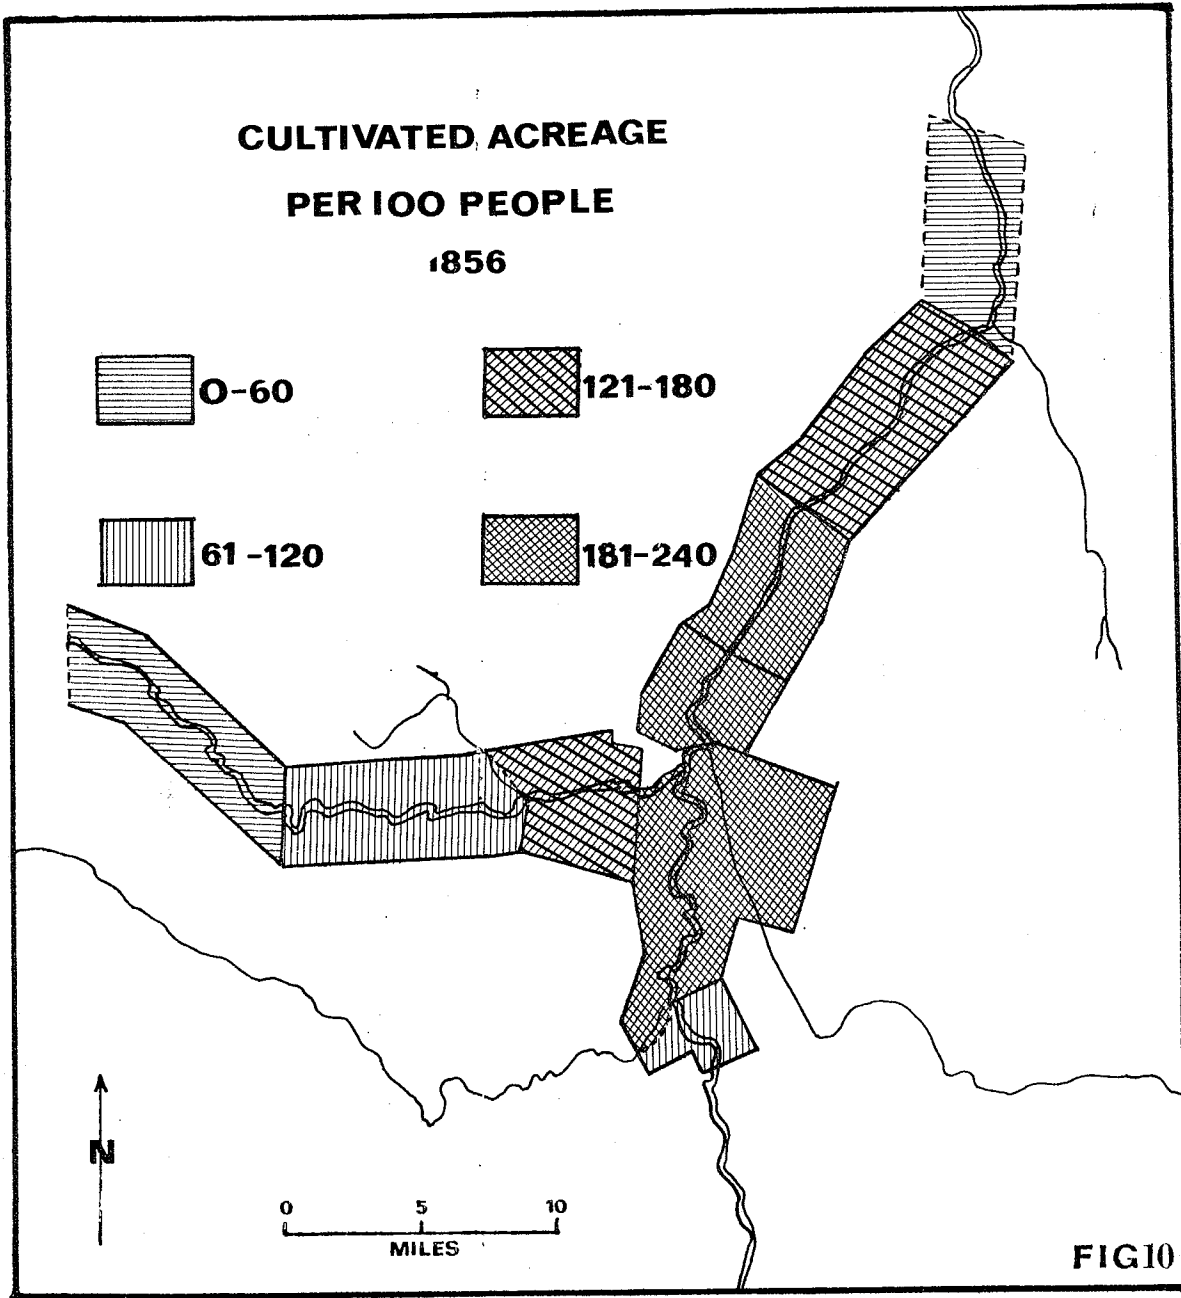 CULTIVATED ACREAGE
PER 100 PEOPLE
1856
0-60
121-180
61-120
181-240
N
0 5 10
MILES
FIG10